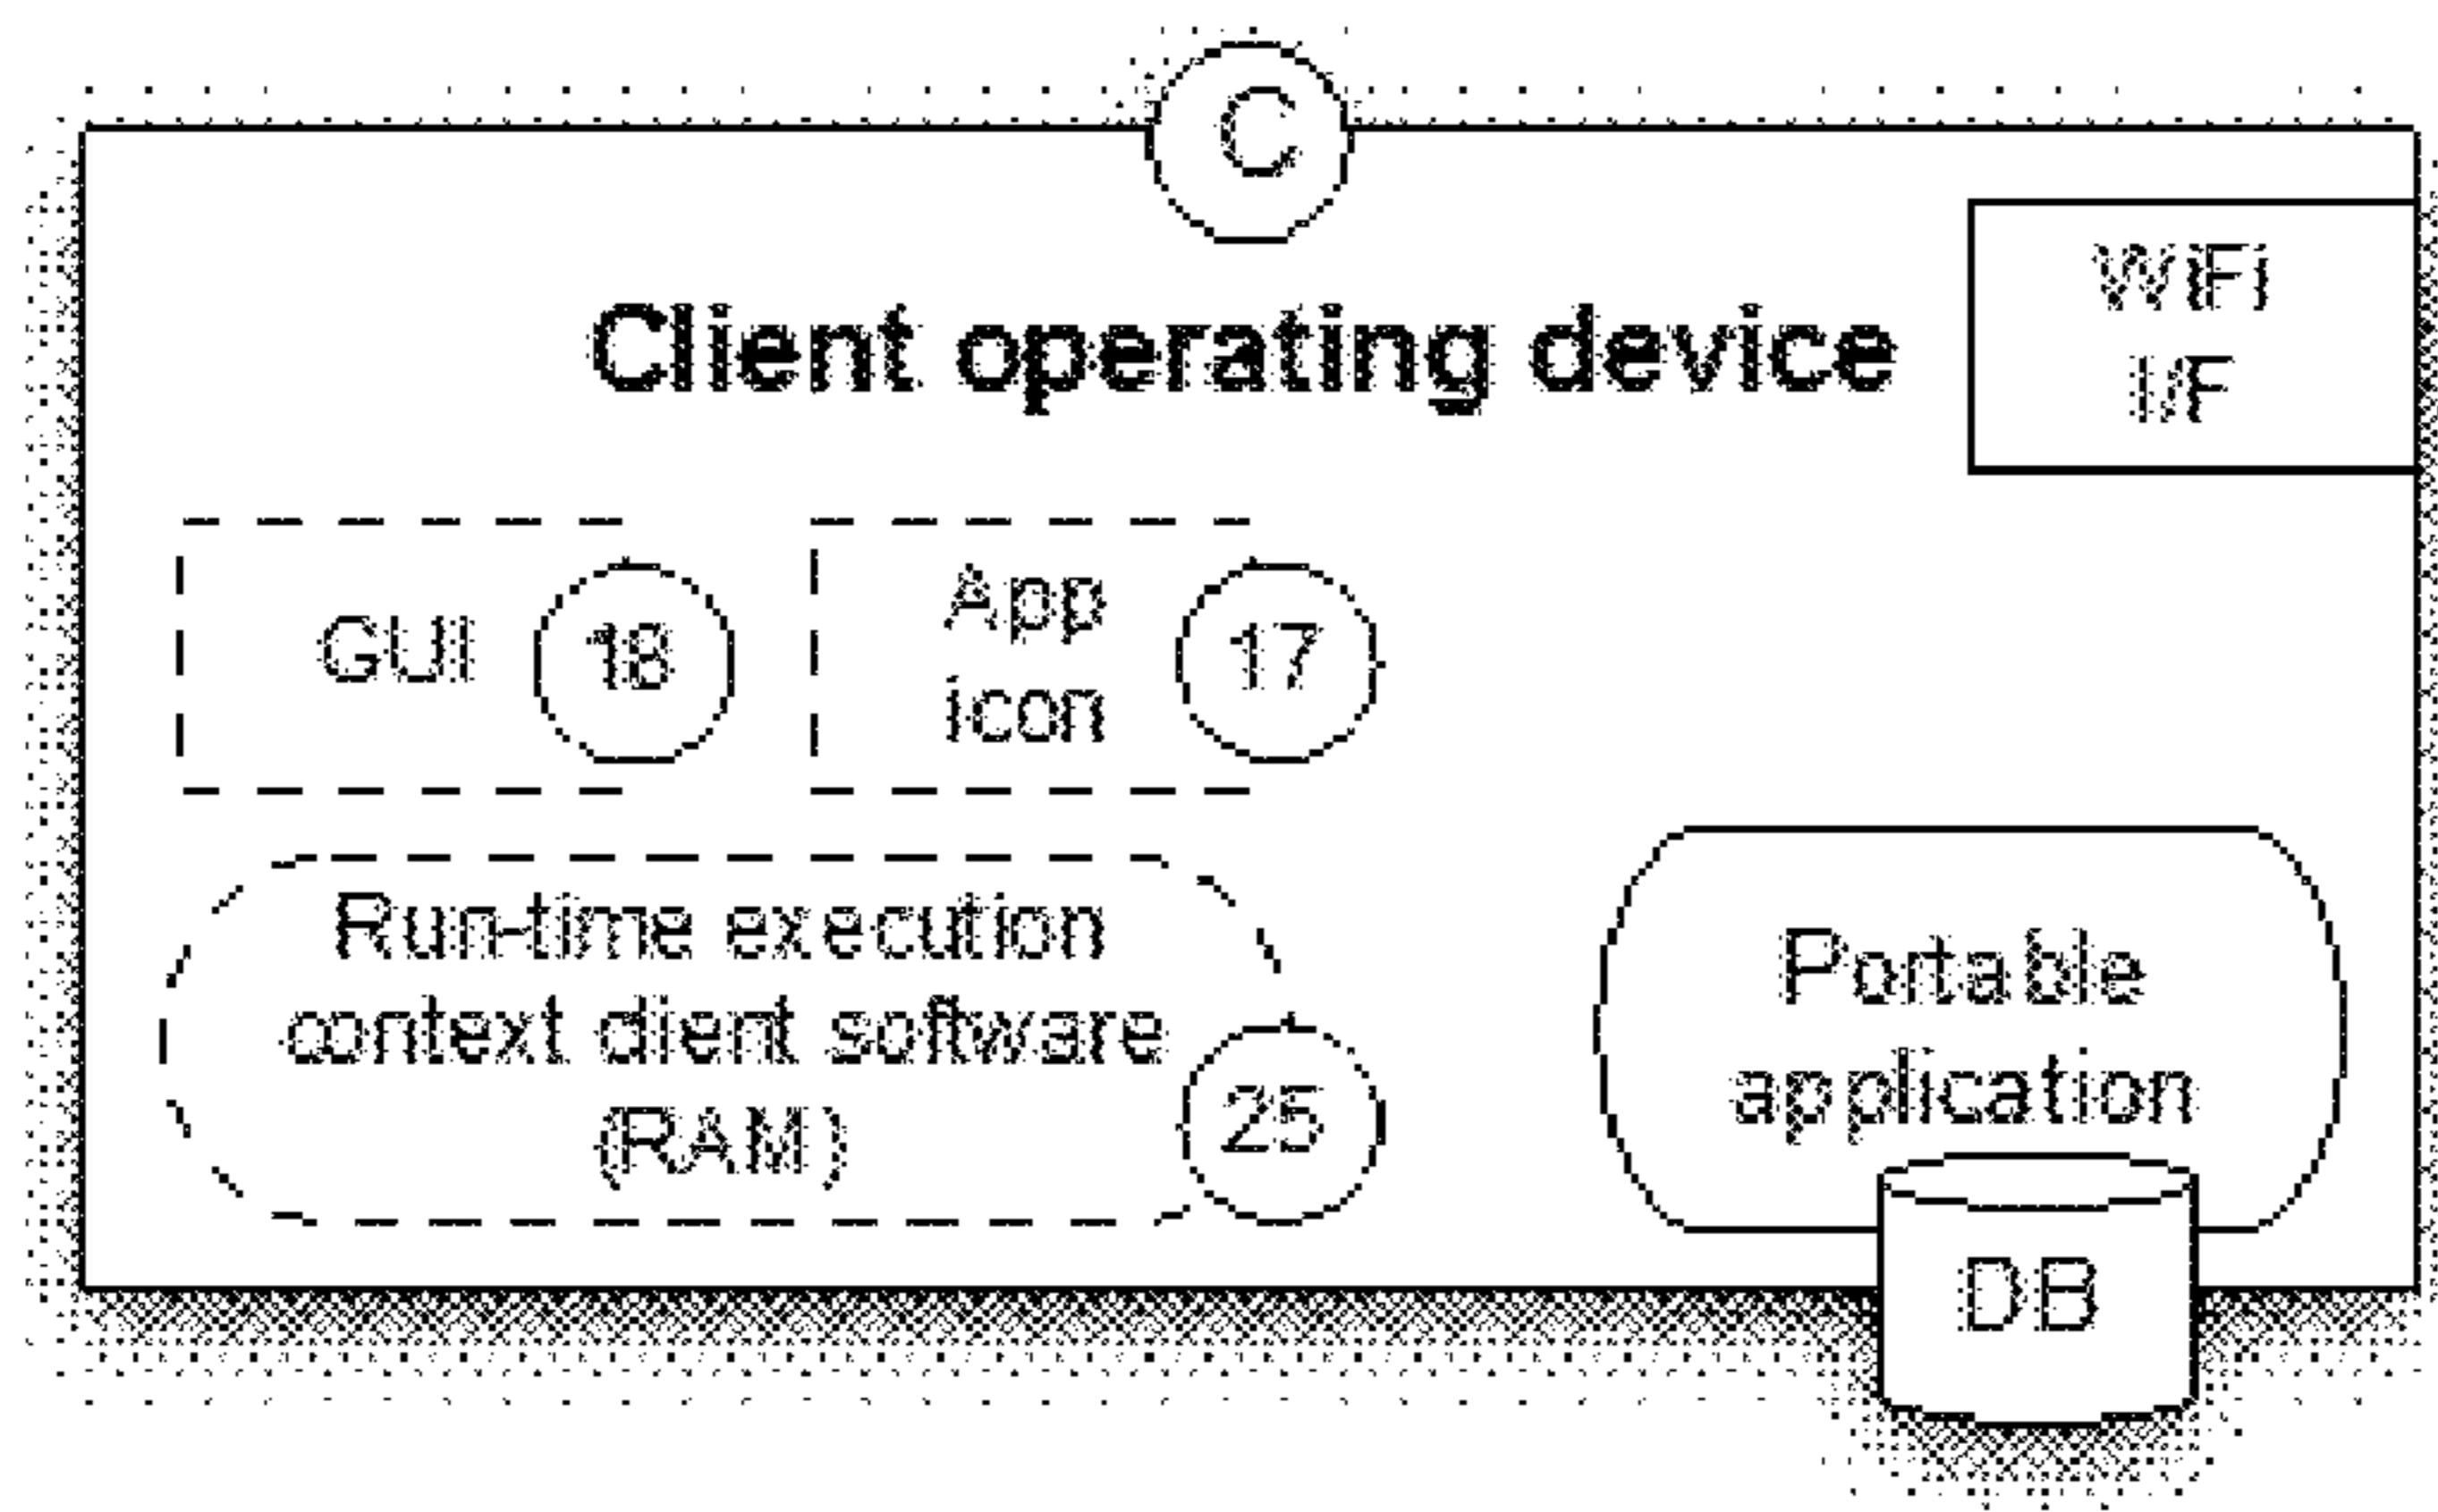 C
Client operating device
WiFi
I/F
GUI
18
App
icon
17
Run-time execution
context client software
(RAM)
25
Portable
application
DB